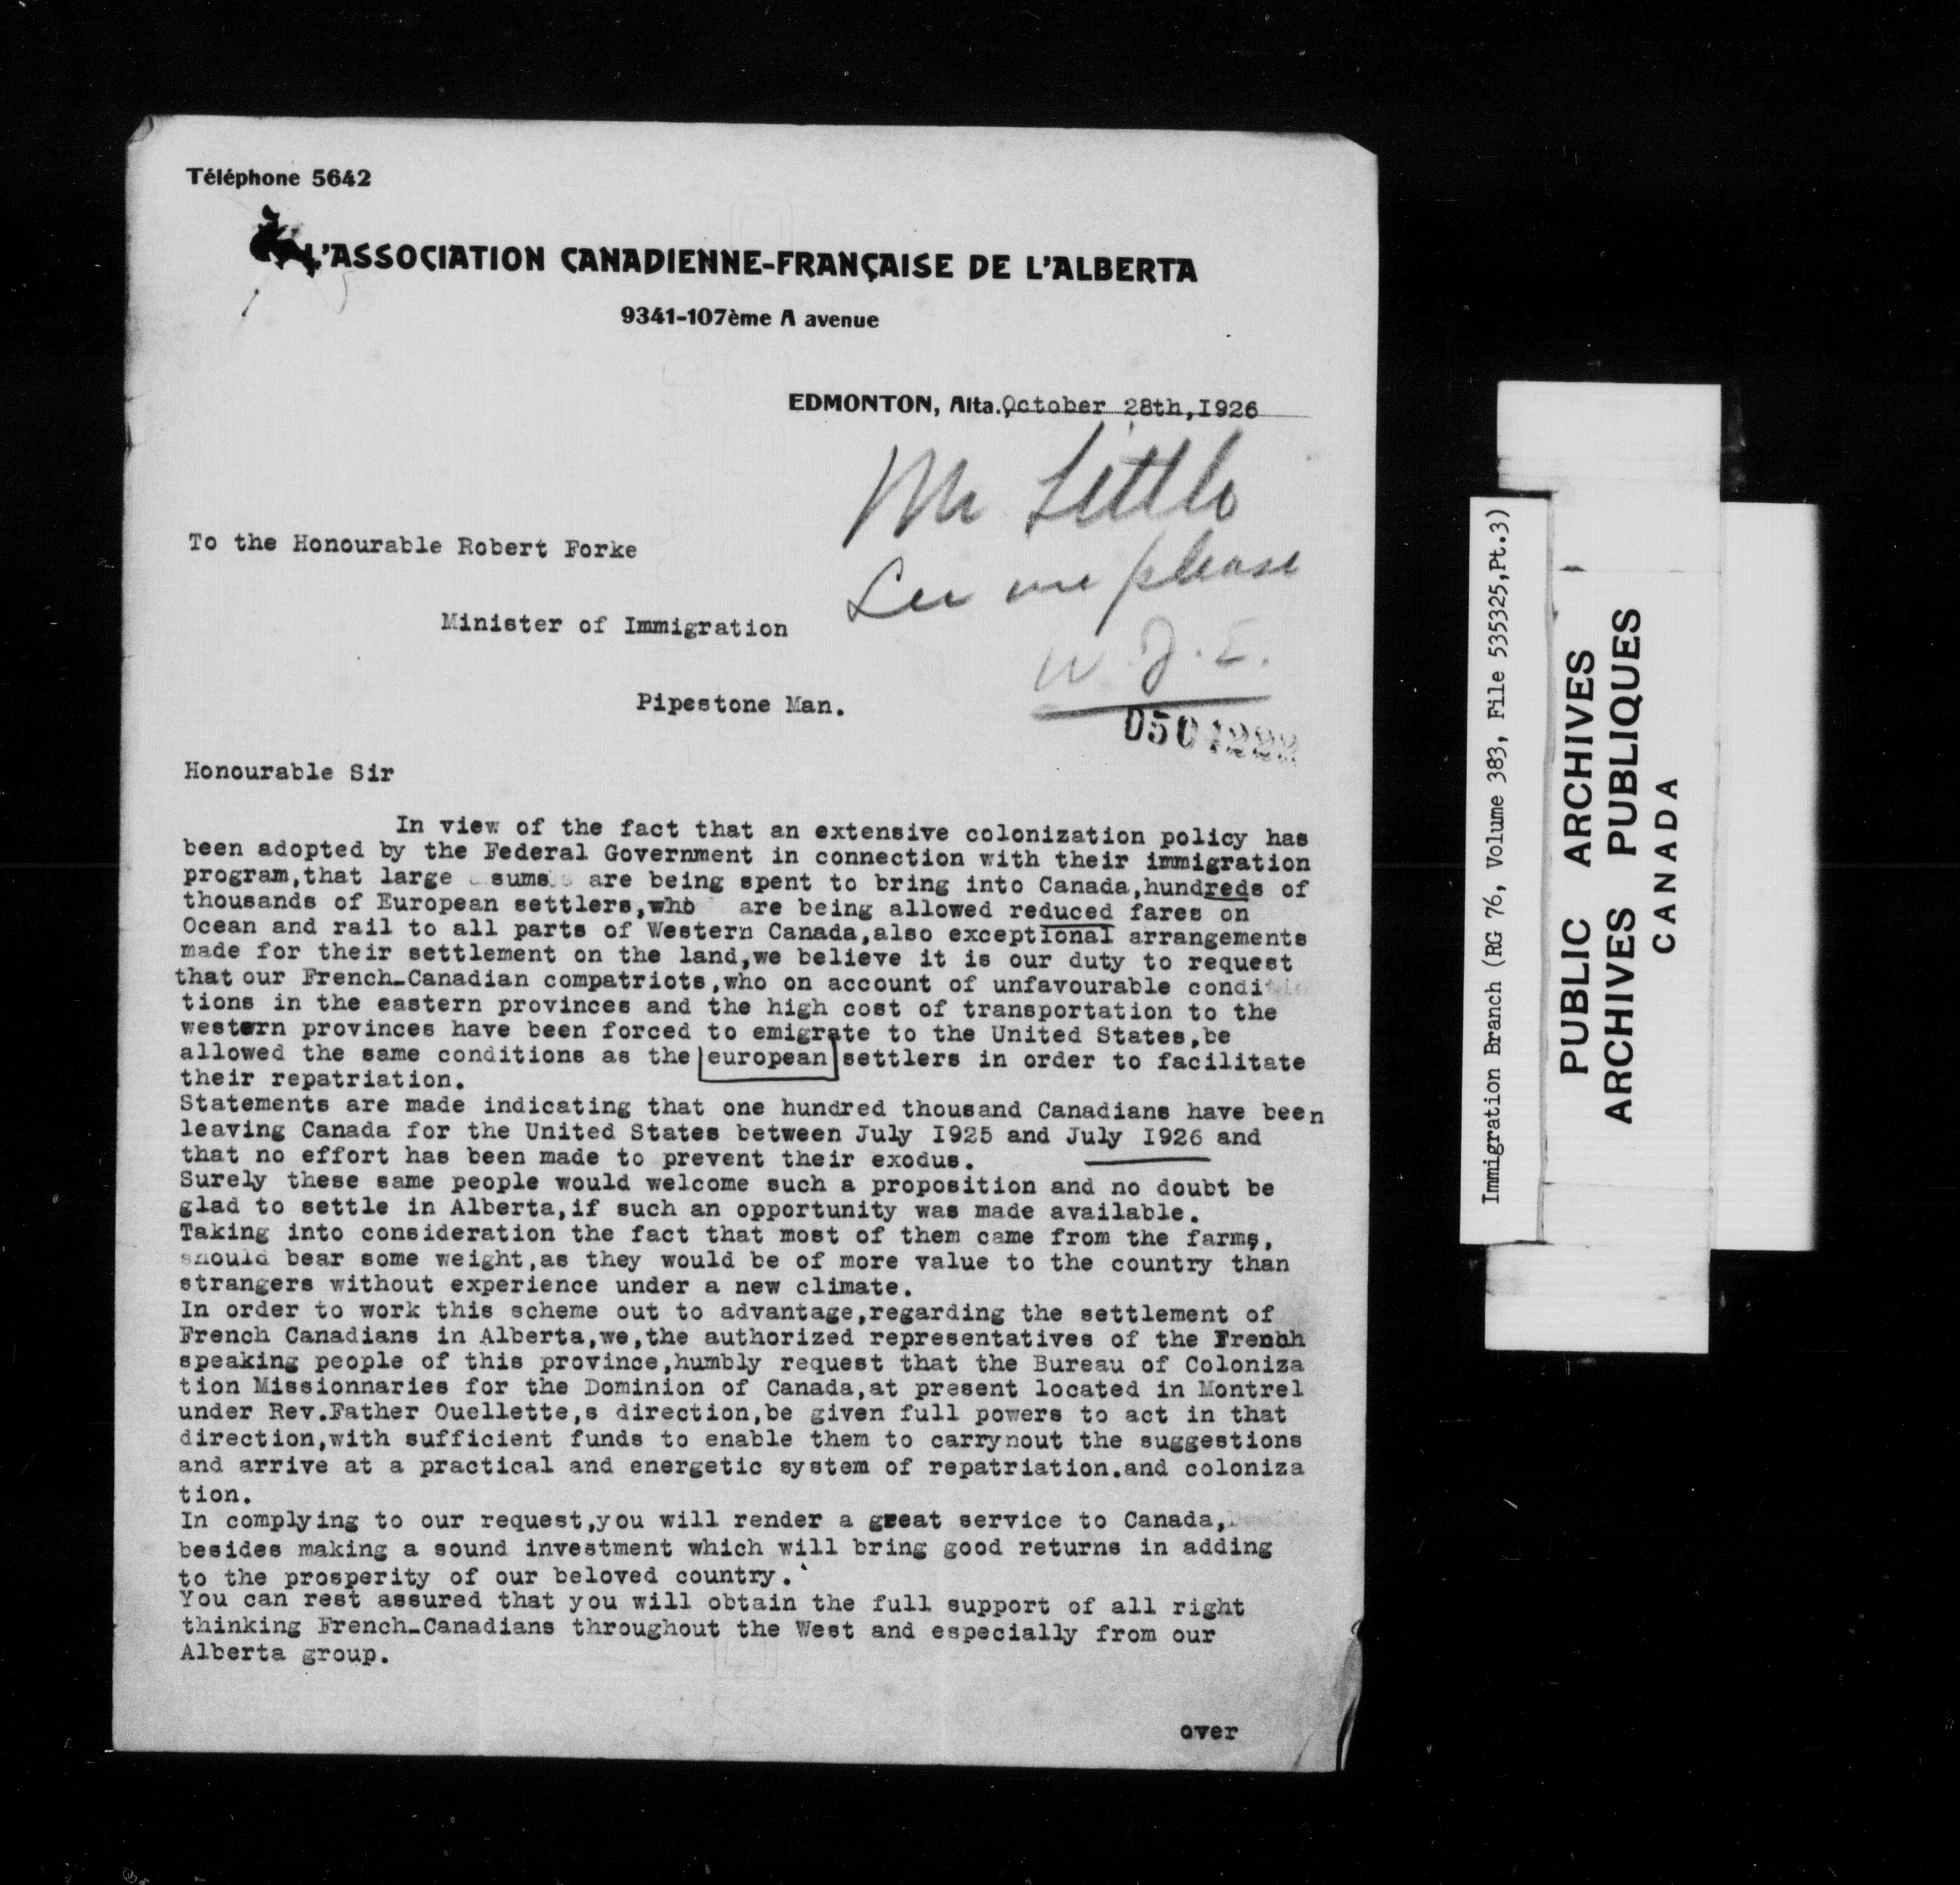 Téléphone 5642
L'ASSOCIATION CANADIENNE-FRANÇAISE DE L'ALBERTA
9341-107ème A avenue
EDMONTON, Alta. October 28th,I926
Mr Little
See me please
W.J.E.
To the Honourable Robert Forke
Minister of Immigration
Pipestone Man.
D501222
Honourable Sir
In view of the fact that an extensive colonization policy has
been adopted by the Federal Government in connection with their immigration
program,that large sums are being spent to bring into Canada,hundreds of
thousands of European settlers,who are being allowed reduced fares on
Ocean and rail to all parts of Western Canada,also exceptional arrangements
made for their settlement on the land,we believe it is our duty to request
that our French-Canadian compatriots,who on account of unfavourable condi
tions in the eastern provinces and the high cost of transportation to the
western provinces have been forced to emigrate to the United States,be
allowed the same conditions as the european settlers in order to facilitate
their repatriation.
Statements are made indicating that one hundred thousand Canadians have been
leaving Canada for the United States between July I925 and July I926 and
that no effort has been made to prevent their exodus.
Surely these same people would welcome such a proposition and no doubt be
glad to settle in Alberta,if such an opportunity was made available.
Taking into consideration the fact that most of them came from the farms,
should bear some weight,as they would be of more value to the country than
strangers without experience under a new climate.
In order to work this scheme out to advantage,regarding the settlement of
French Canadians in Alberta,we,the authorized representatives of the French
speaking people of this province,humbly request that the Bureau of Coloniza
tion Missionnaries for the Dominion of Canada,at present located in Montrel
under Rev.Father Ouellette,s direction,be given full powers to act in that
direction,with sufficient funds to enable them to carrynout the suggestions
and arrive at a practical and energetic system of repatriation.and coloniza
tion.
In complying to our request,you will render a great service to Canada,
besides making a sound investment which will bring good returns in adding
to the prosperity of our beloved country.
You can rest assured that you will obtain the full support of all right
thinking French-Canadians throughout the West and especially from our
Alberta group.
over
Immigration Branch (RG 76, Volume 383, File 535325,Pt.3)
PUBLIC ARCHIVES
ARCHIVES PUBLIQUES
CANADA